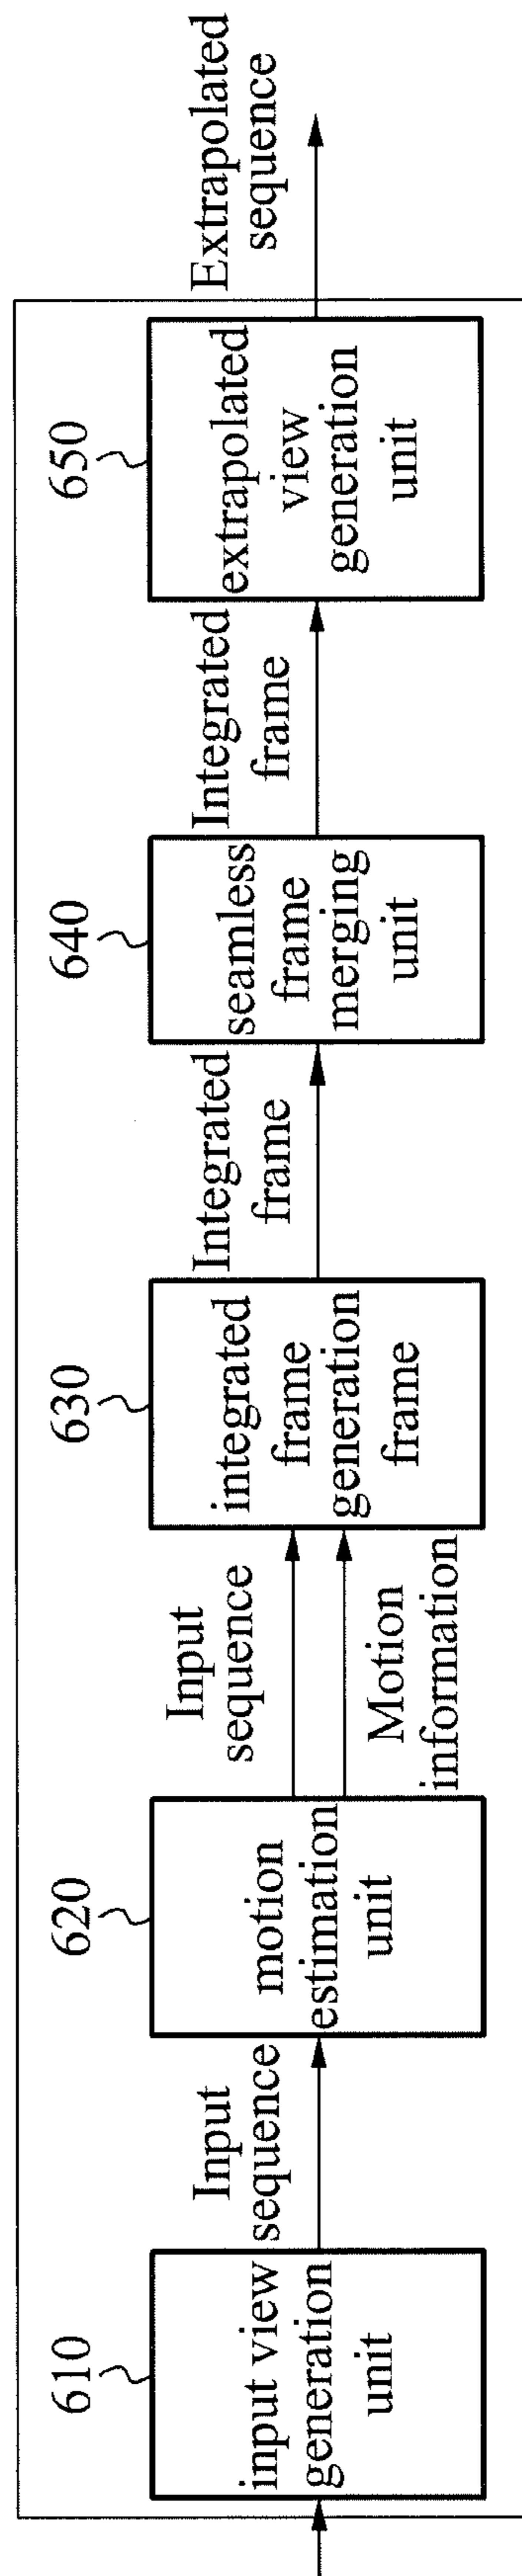 610
input view
generation
unit
Input
sequence
620
motion
estimation
unit
Input
sequence
Motion
information
630
integrated
frame
generation
frame
Integrated
frame
640
seamless
frame
merging
unit
Integrated
frame
650
extrapolated
view
generation
unit
Extrapolated
sequence